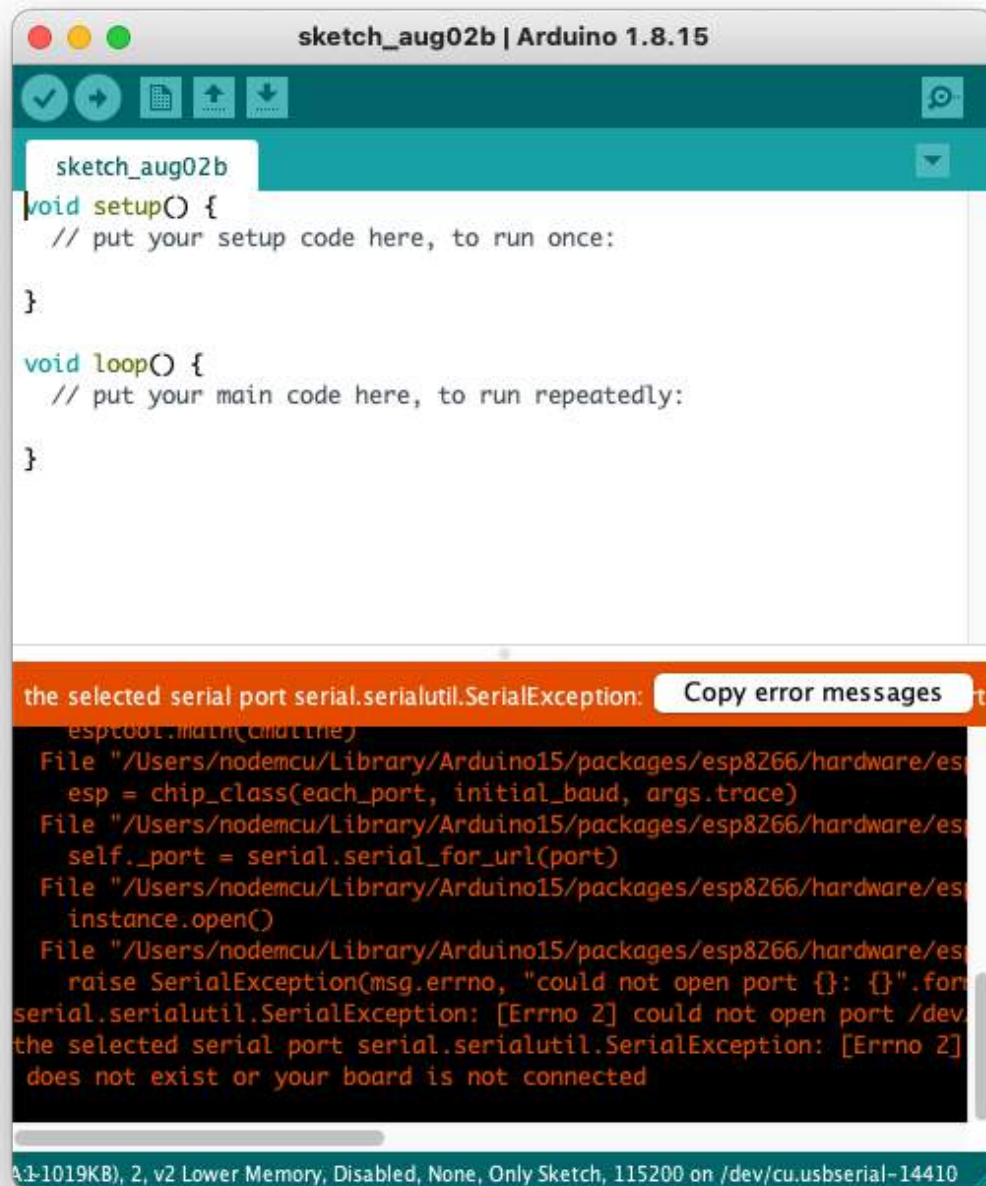 sketch_aug02b | Arduino 1.8.15
sketch_aug02b
void setup() {
  // put your setup code here, to run once:
}
void loop() {
  // put your main code here, to run repeatedly:
}
the selected serial port serial.serialutil.SerialException:
Copy error messages
esptool.main(cmdline)
File "/Users/nodemcu/Library/Arduino15/packages/esp8266/hardware/es
esp = chip_class(each_port, initial_baud, args.trace)
File "/Users/nodemcu/Library/Arduino15/packages/esp8266/hardware/es
self._port = serial.serial_for_url(port)
File "/Users/nodemcu/Library/Arduino15/packages/esp8266/hardware/es
instance.open()
File "/Users/nodemcu/Library/Arduino15/packages/esp8266/hardware/es
raise SerialException(msg.errno, "could not open port {}: {}".for
serial.serialutil.SerialException: [Errno 2] could not open port /dev
the selected serial port serial.serialutil.SerialException: [Errno 2]
does not exist or your board is not connected
1019KB), 2, v2 Lower Memory, Disabled, None, Only Sketch, 115200 on /dev/cu.usbserial-14410